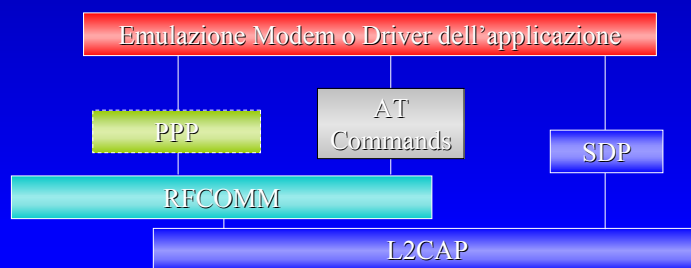 Emulazione Modem o Driver dell'applicazione
PPP
AT
Commands
SDP
RFCOMM
L2CAP